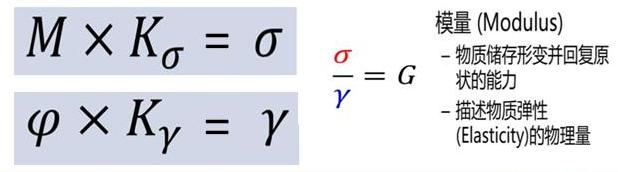 M × K_σ = σ
φ × K_γ = γ
σ/γ = G
模量 (Modulus)
– 物质储存形变并回复原
状的能力
– 描述物质弹性
(Elasticity)的物理量